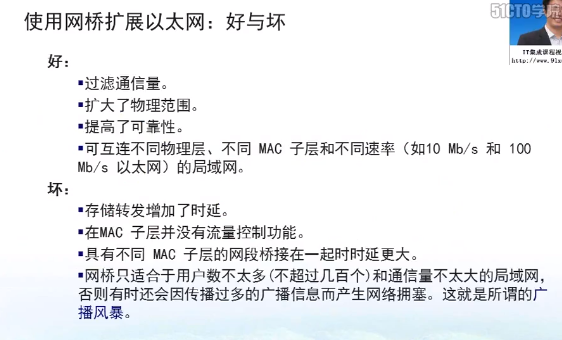 使用网桥扩展以太网：好与坏
51CTO学院
IT集成课程视
http://www.91x
好：
▪过滤通信量。
▪扩大了物理范围。
▪提高了可靠性。
▪可互连不同物理层、不同 MAC 子层和不同速率（如10 Mb/s 和 100
Mb/s 以太网）的局域网。
坏：
▪存储转发增加了时延。
▪在MAC 子层并没有流量控制功能。
▪具有不同 MAC 子层的网段桥接在一起时时延更大。
▪网桥只适合于用户数不太多(不超过几百个)和通信量不太大的局域网，
否则有时还会因传播过多的广播信息而产生网络拥塞。这就是所谓的广
播风暴。